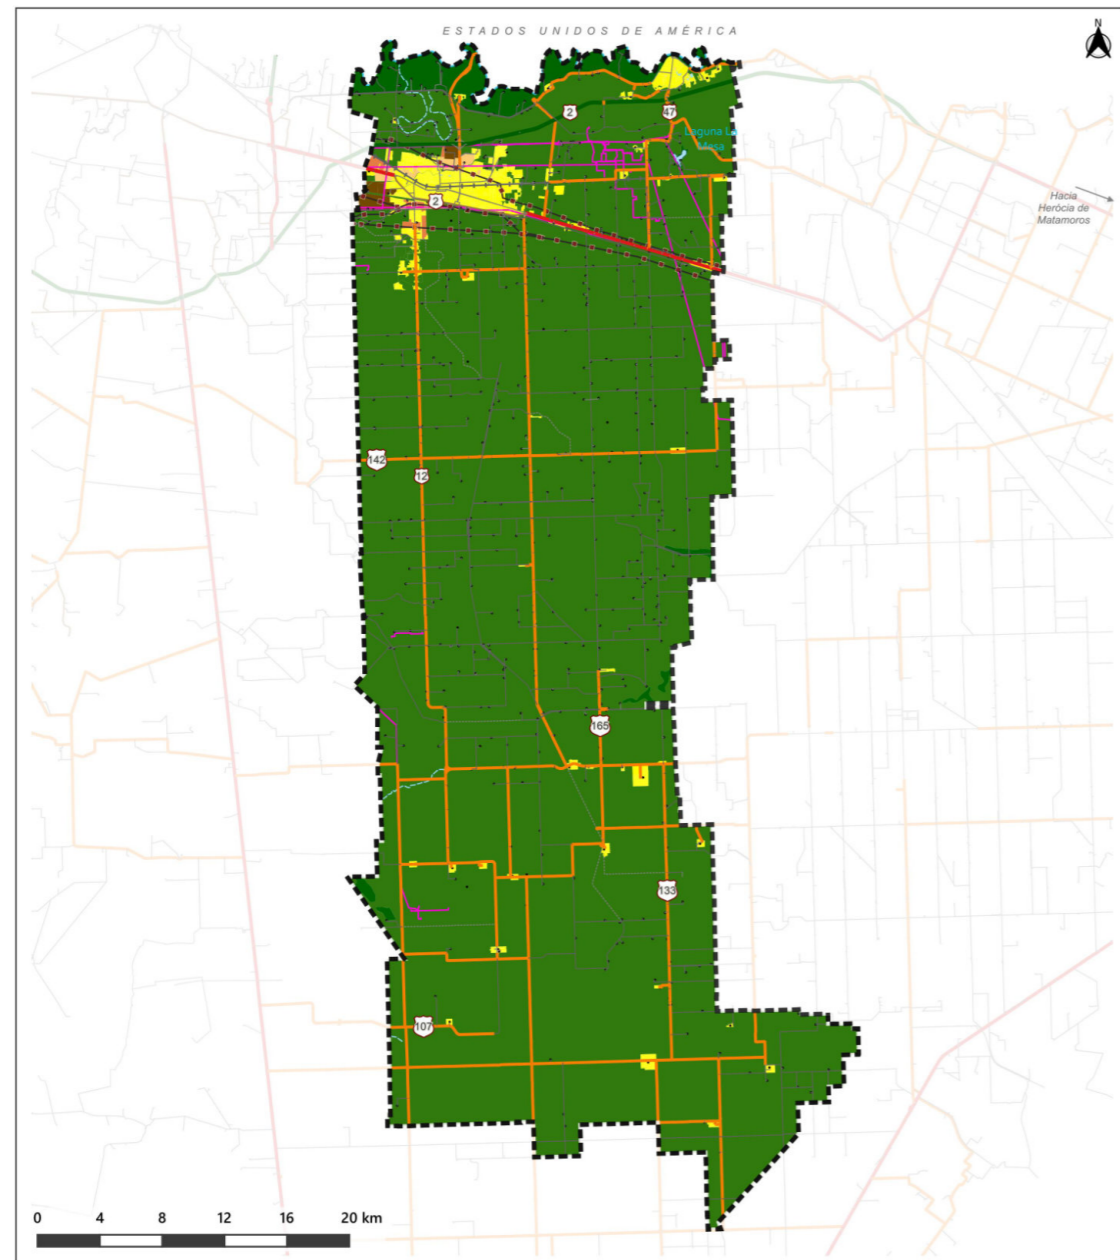 ESTADOS UNIDOS DE AMÉRICA
N
2
47
Laguna La
Mesa
2
Hacia
Herócia de
Matamoros
142
12
165
133
107
0 4 8 12 16 20 km